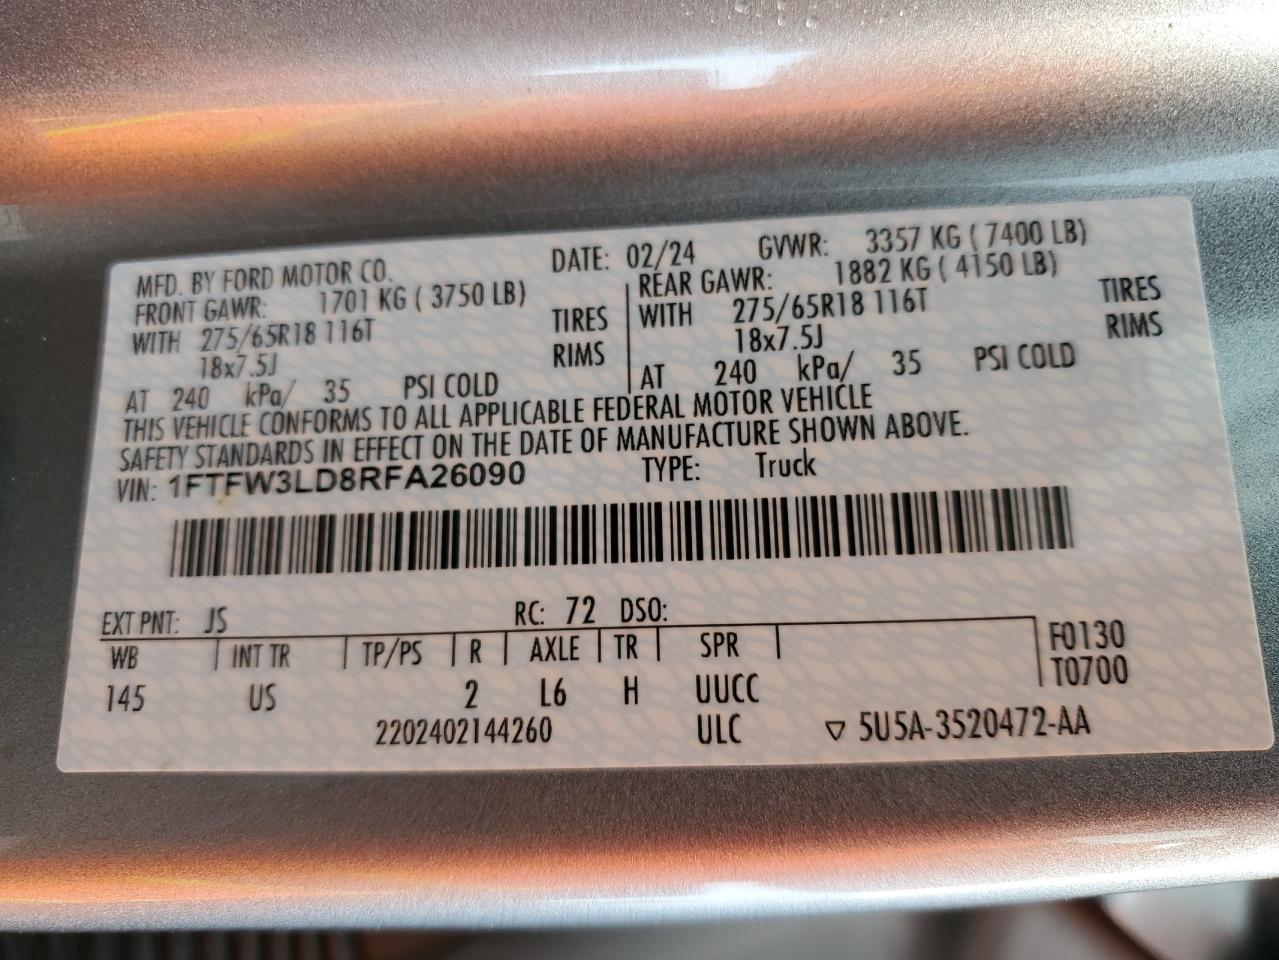 MFD. BY FORD MOTOR CO. DATE: 02/24 GVWR: 3357 KG ( 7400 LB)
FRONT GAWR: 1701 KG ( 3750 LB) REAR GAWR: 1882 KG ( 4150 LB)
WITH 275/65R18 116T TIRES WITH 275/65R18 116T TIRES
18x7.5J RIMS 18x7.5J RIMS
AT 240 kPa/ 35 PSI COLD AT 240 kPa/ 35 PSI COLD
THIS VEHICLE CONFORMS TO ALL APPLICABLE FEDERAL MOTOR VEHICLE
SAFETY STANDARDS IN EFFECT ON THE DATE OF MANUFACTURE SHOWN ABOVE.
VIN: 1FTFW3LD8RFA26090 TYPE: Truck
EXT PNT: JS RC: 72 DSO:
WB INT TR TP/PS R AXLE TR SPR F0130
145 US 2 L6 H UUCC T0700
2202402144260 ULC ▽ 5U5A-3520472-AA